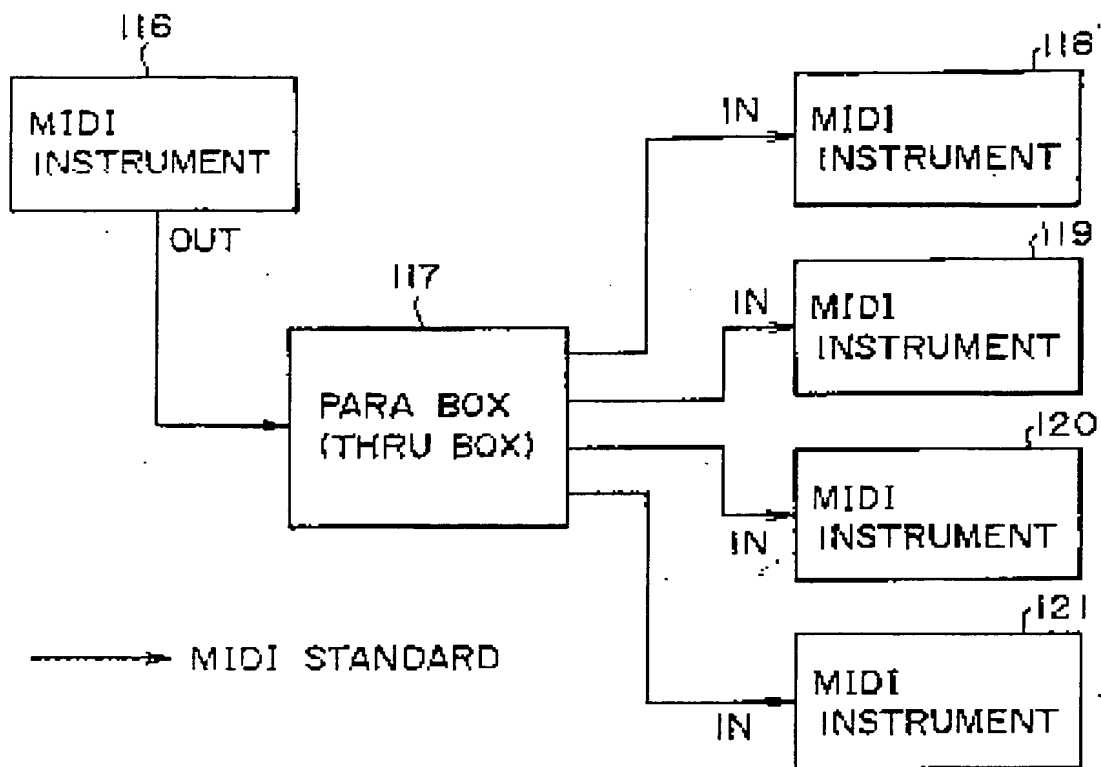 116
MIDI
INSTRUMENT
OUT
117
PARA BOX
(THRU BOX)
IN
118
MIDI
INSTRUMENT
IN
119
MIDI
INSTRUMENT
IN
120
MIDI
INSTRUMENT
IN
121
MIDI
INSTRUMENT
MIDI STANDARD